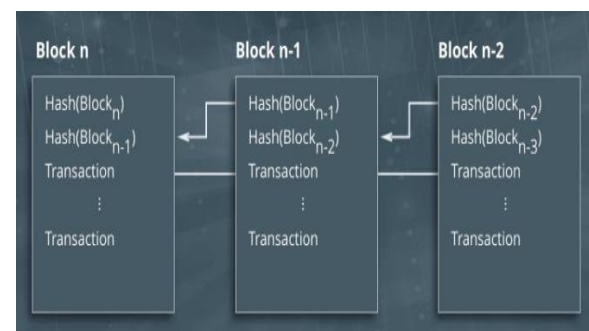 Block n
Hash(Blockn)
Hash(Blockn-1)
Transaction
⋮
Transaction
Block n-1
Hash(Blockn-1)
Hash(Blockn-2)
Transaction
⋮
Transaction
Block n-2
Hash(Blockn-2)
Hash(Blockn-3)
Transaction
⋮
Transaction